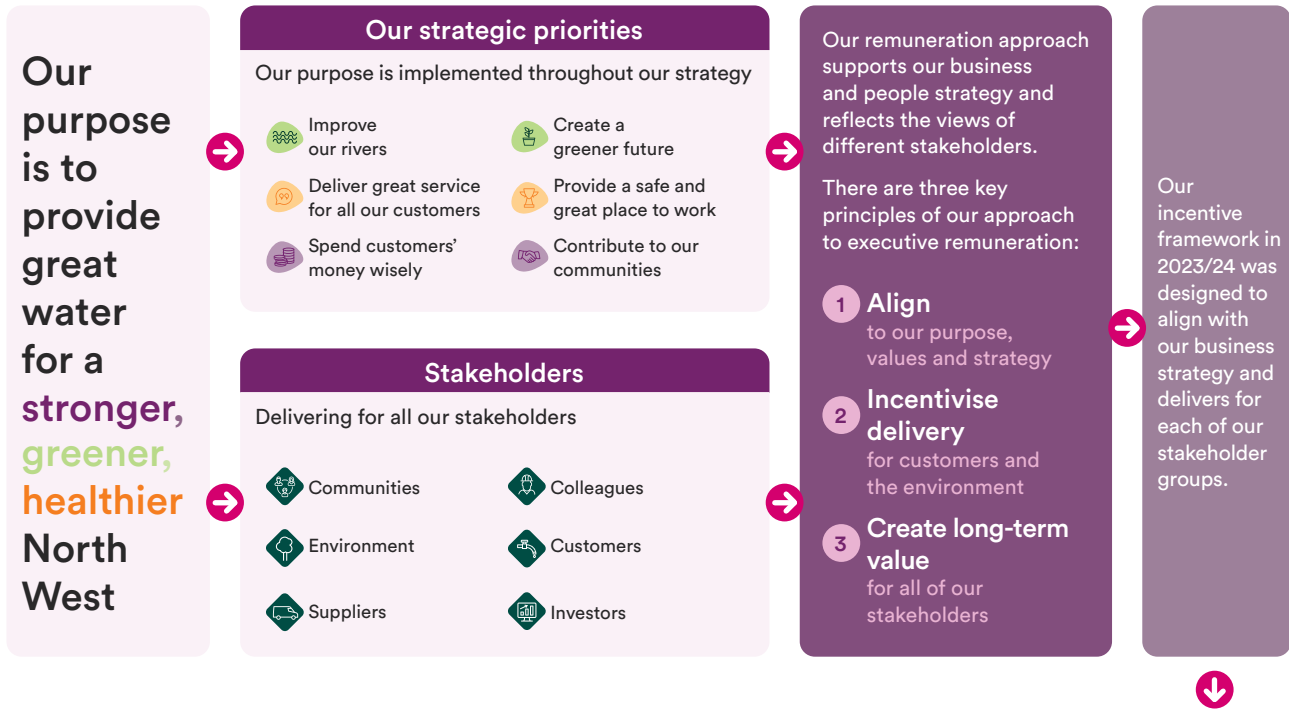 Our
purpose
is to
provide
great
water
for a
stronger,
greener,
healthier
North
West
Our strategic priorities
Our purpose is implemented throughout our strategy
Improve
our rivers
Create a
greener future
Deliver great service
for all our customers
Provide a safe and
great place to work
Spend customers'
money wisely
Contribute to our
communities
Stakeholders
Delivering for all our stakeholders
Communities
Colleagues
Environment
Customers
Suppliers
Investors
Our remuneration approach
supports our business
and people strategy and
reflects the views of
different stakeholders.
There are three key
principles of our approach
to executive remuneration:
1 Align
to our purpose,
values and strategy
2 Incentivise
delivery
for customers and
the environment
3 Create long-term
value
for all of our
stakeholders
Our
incentive
framework in
2023/24 was
designed to
align with
our business
strategy and
delivers for
each of our
stakeholder
groups.